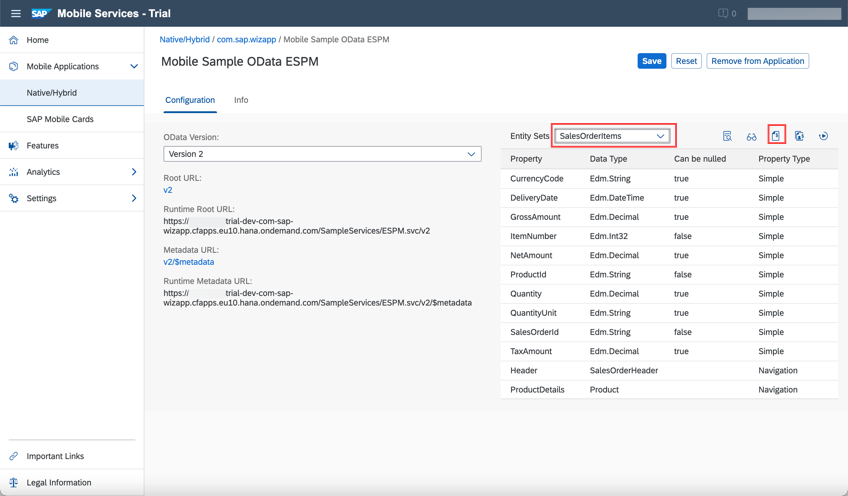 SAP Mobile Services - Trial
0
Home
Mobile Applications
Native/Hybrid
SAP Mobile Cards
Features
Analytics
Settings
Important Links
Legal Information
Native/Hybrid / com.sap.wizapp / Mobile Sample OData ESPM
Mobile Sample OData ESPM
Save Reset Remove from Application
Configuration Info
OData Version:
Version 2
Root URL:
v2
Runtime Root URL:
https:// trial-dev-com-sap-
wizapp.cfapps.eu10.hana.ondemand.com/SampleServices/ESPM.svc/v2
Metadata URL:
v2/$metadata
Runtime Metadata URL:
https:// trial-dev-com-sap-
wizapp.cfapps.eu10.hana.ondemand.com/SampleServices/ESPM.svc/v2/$metadata
Entity Sets SalesOrderItems
Property Data Type Can be nulled Property Type
CurrencyCode Edm.String true Simple
DeliveryDate Edm.DateTime true Simple
GrossAmount Edm.Decimal true Simple
ItemNumber Edm.Int32 false Simple
NetAmount Edm.Decimal true Simple
ProductId Edm.String false Simple
Quantity Edm.Decimal true Simple
QuantityUnit Edm.String true Simple
SalesOrderId Edm.String false Simple
TaxAmount Edm.Decimal true Simple
Header SalesOrderHeader Navigation
ProductDetails Product Navigation